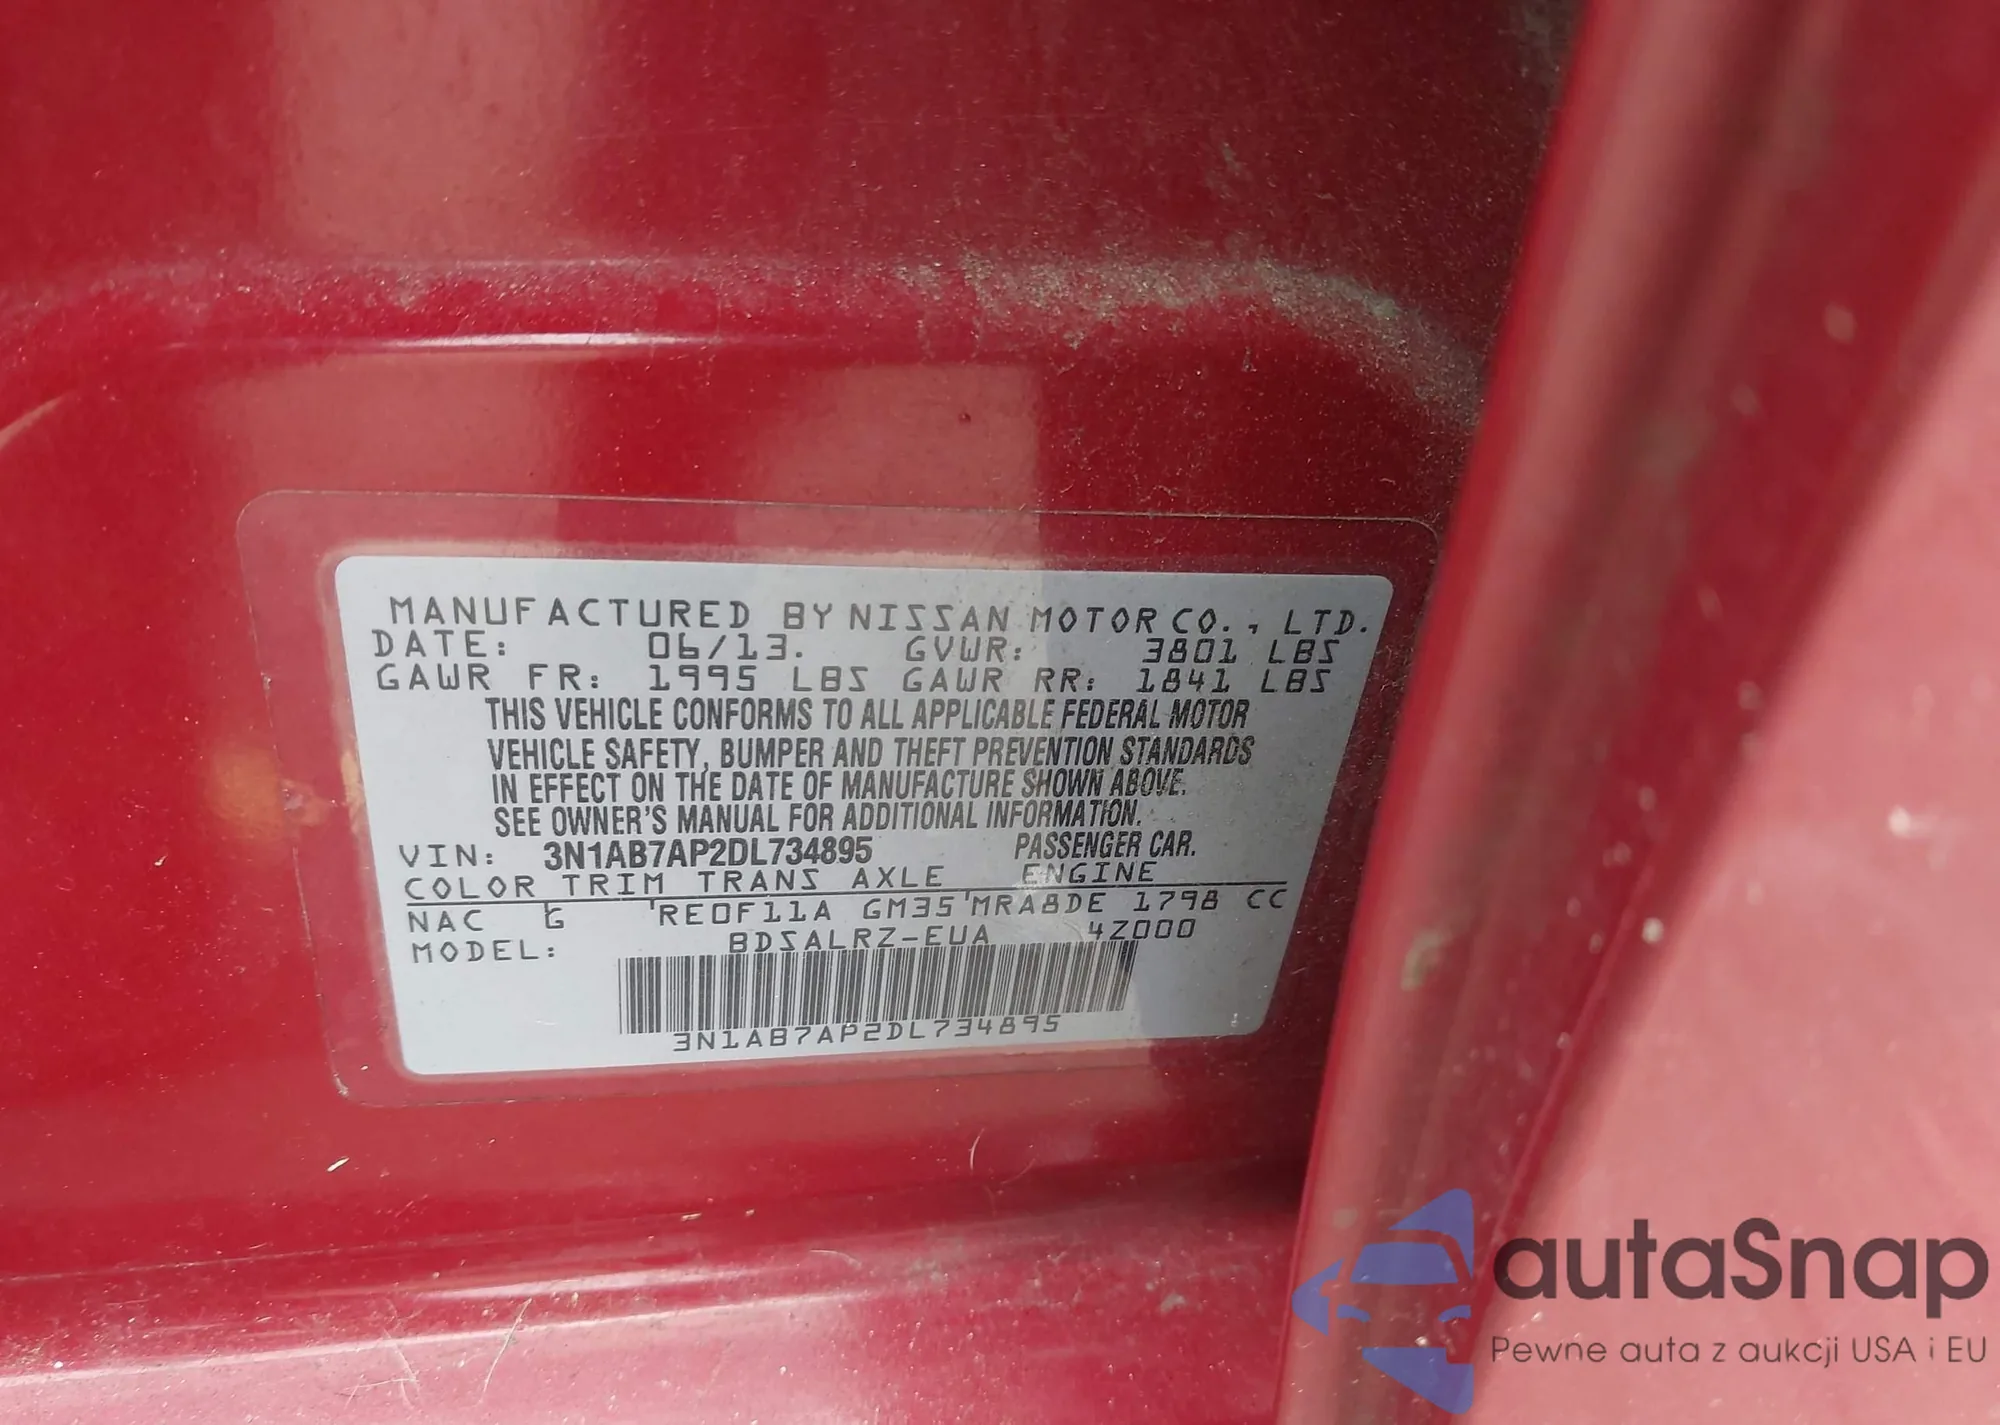 MANUFACTURED BY NISSAN MOTOR CO., LTD.
DATE: 06/13. GVWR: 3801 LBS
GAWR FR: 1995 LBS GAWR RR: 1841 LBS
THIS VEHICLE CONFORMS TO ALL APPLICABLE FEDERAL MOTOR
VEHICLE SAFETY, BUMPER AND THEFT PREVENTION STANDARDS
IN EFFECT ON THE DATE OF MANUFACTURE SHOWN ABOVE.
SEE OWNER'S MANUAL FOR ADDITIONAL INFORMATION.
VIN: 3N1AB7AP2DL734895 PASSENGER CAR.
COLOR TRIM TRANS AXLE ENGINE
NAC G RE0F11A GM35 MRA8DE 1798 CC
MODEL: BDSALRZ-EUA 4Z000
3N1AB7AP2DL734895
autaSnap
Pewne auta z aukcji USA i EU